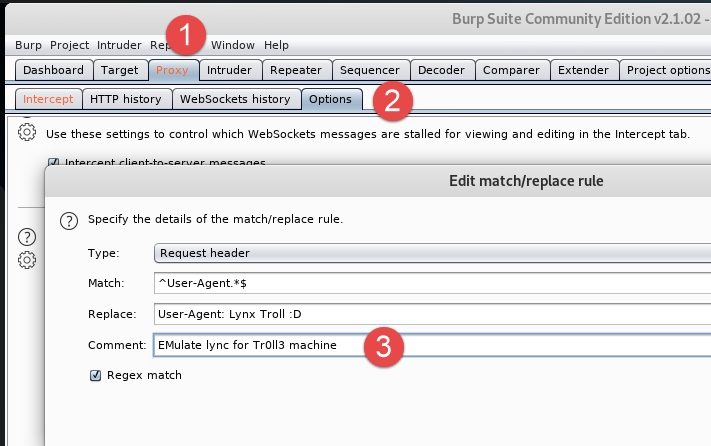 Burp Suite Community Edition v2.1.02 -
1
Burp Project Intruder Window Help
Dashboard Target Proxy Intruder Repeater Sequencer Decoder Comparer Extender Project options
Intercept HTTP history WebSockets history Options 2
Use these settings to control which WebSockets messages are stalled for viewing and editing in the Intercept tab.
Intercept client-to-server messages
Edit match/replace rule
? Specify the details of the match/replace rule.
?
Type: Request header
Match: ^User-Agent.*$
Replace: User-Agent: Lynx Troll :D
Comment: EMulate lync for Tr0ll3 machine 3
Regex match